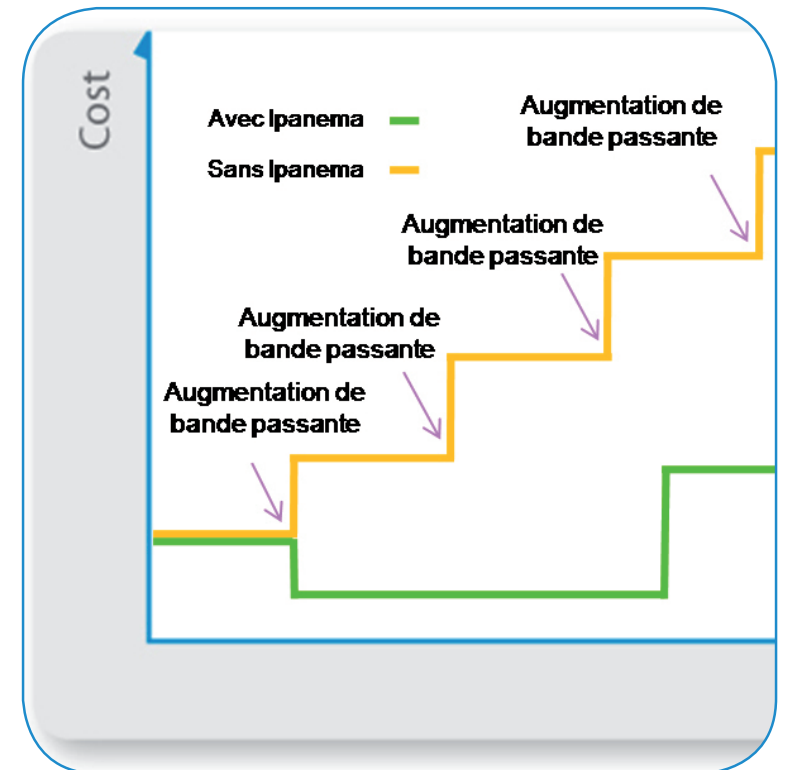 Cost
Avec Ipanema
Sans Ipanema
Augmentation de
bande passante
Augmentation de
bande passante
Augmentation de
bande passante
Augmentation de
bande passante